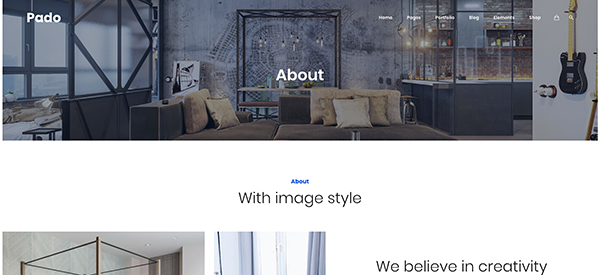 Pado
Home Pages Portfolio Blog Elements Shop
About
About
With image style
We believe in creativity